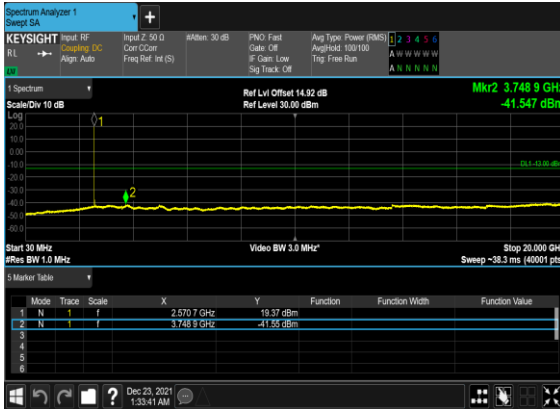 Spectrum Analyzer 1
Swept SA
+
KEYSIGHT Input: RF Input Z: 50 Ω #Atten: 30 dB PNO: Fast Avg Type: Power (RMS) 1 2 3 4 5 6
RL Coupling: DC Corr CCorr Gate: Off Avg|Hold: 100/100 A W W W W W
Align: Auto Freq Ref: Int (S) IF Gain: Low Trig: Free Run
Sig Track: Off A N N N N N
1 Spectrum Ref Lvl Offset 14.92 dB Mkr2 3.748 9 GHz
Scale/Div 10 dB Ref Level 30.00 dBm -41.547 dBm
Log
20.0
10.0
0.00
-10.0
-20.0
-30.0
-40.0
-50.0
-60.0
1
2
DL1 -13.00 dBm
Start 30 MHz Video BW 3.0 MHz* Stop 20.000 GHz
#Res BW 1.0 MHz Sweep ~38.3 ms (40001 pts)
5 Marker Table
Mode Trace Scale X Y Function Function Width Function Value
1 N 1 f 2.570 7 GHz 19.37 dBm
2 N 1 f 3.748 9 GHz -41.55 dBm
3
4
5
6
? Dec 23, 2021
1:33:41 AM